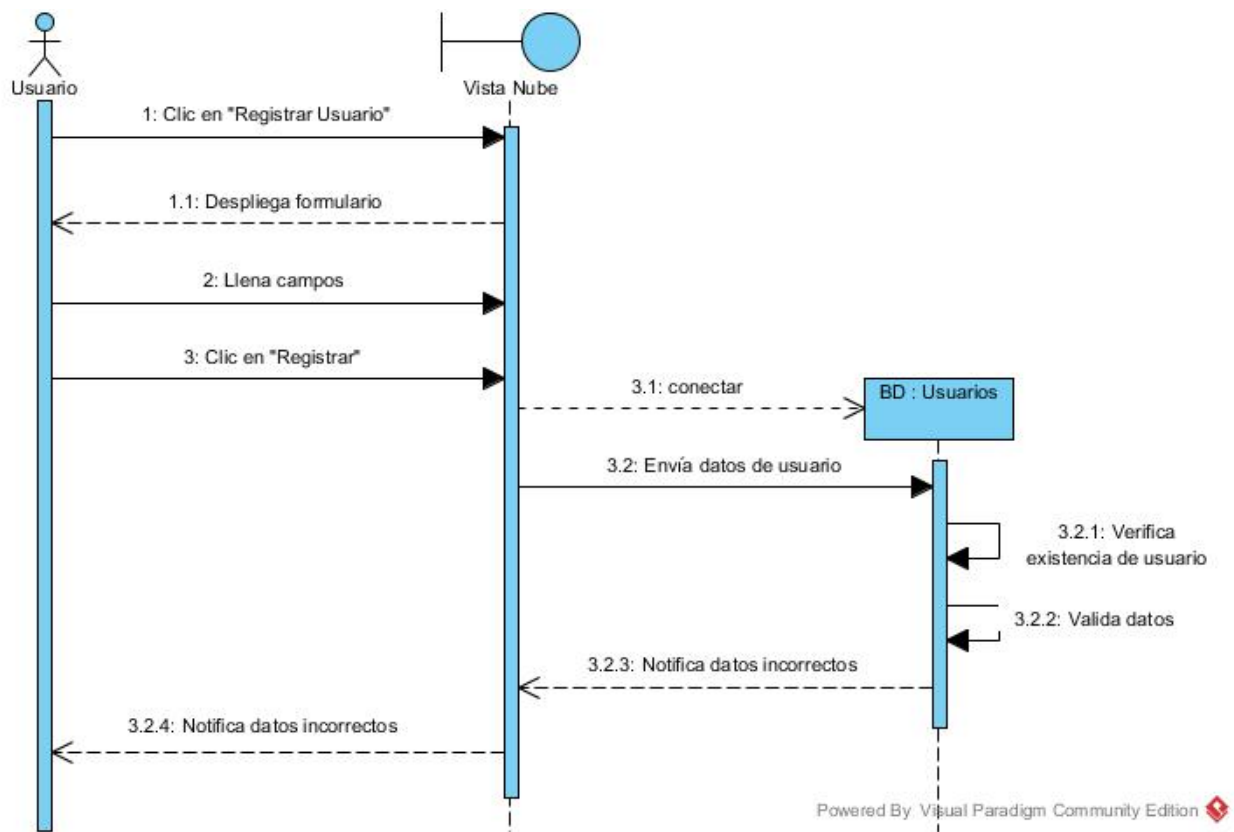 Usuario
Vista Nube
1: Clic en "Registrar Usuario"
1.1: Despliega formulario
2: Llena campos
3: Clic en "Registrar"
3.1: conectar
BD : Usuarios
3.2: Envía datos de usuario
3.2.1: Verifica
existencia de usuario
3.2.2: Valida datos
3.2.3: Notifica datos incorrectos
3.2.4: Notifica datos incorrectos
Powered By Visual Paradigm Community Edition